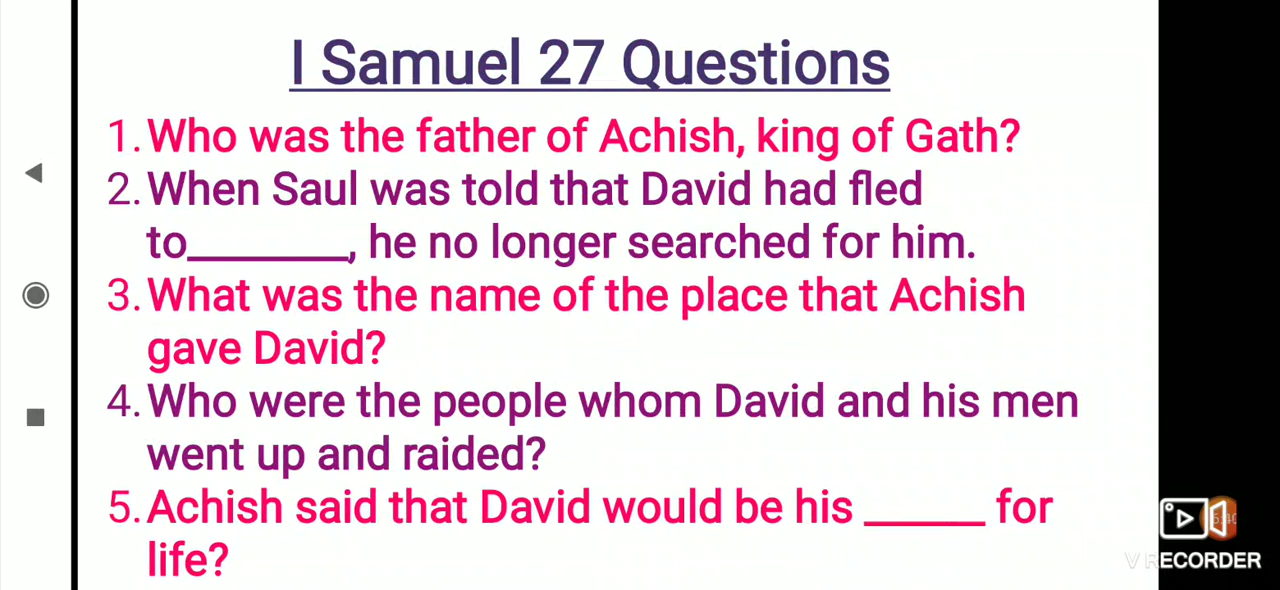 I Samuel 27 Questions
1. Who was the father of Achish, king of Gath?
2. When Saul was told that David had fled
to_______, he no longer searched for him.
3. What was the name of the place that Achish
gave David?
4. Who were the people whom David and his men
went up and raided?
5. Achish said that David would be his _____ for
life?
V RECORDER